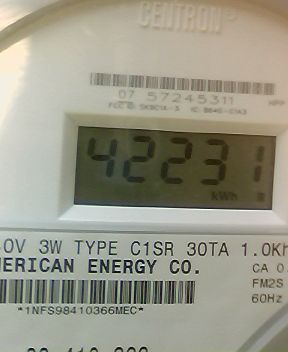 CENTRON
07 57245311
42231
kWh
0V 3W TYPE C1SR 30TA 1.0Kh
MERICAN ENERGY CO.
CA 0.
FM2S
60Hz
*1NFS98410366MEC*